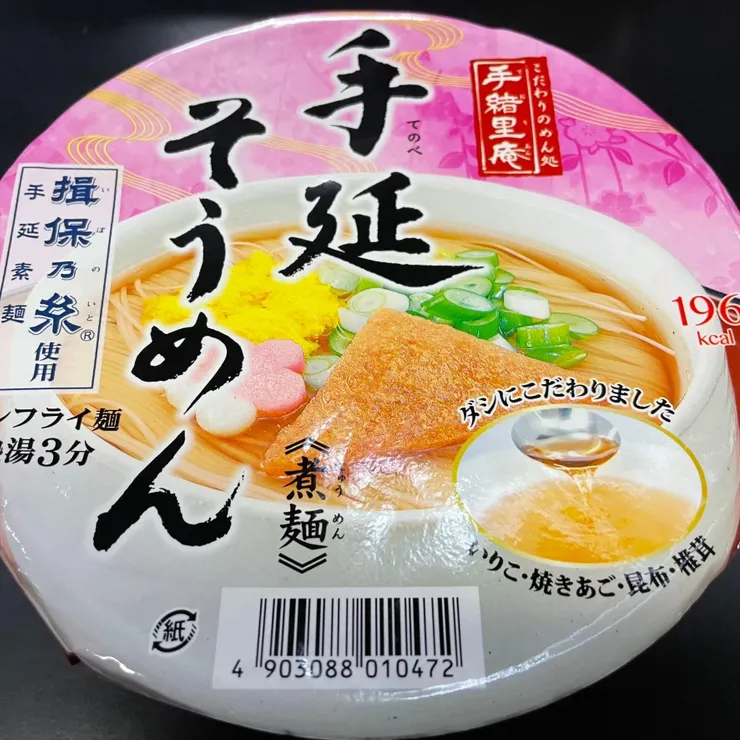 こだわりのめん処
手緒里庵
手延
てのべ
そうめん
揖保乃糸®
いぼのいと
手延素麺
使用
196
kcal
ンフライ麺
湯3分
《煮麺》
にゅうめん
ダシにこだわりました
いりこ・焼きあご・昆布・椎茸
紙
4 903088 010472